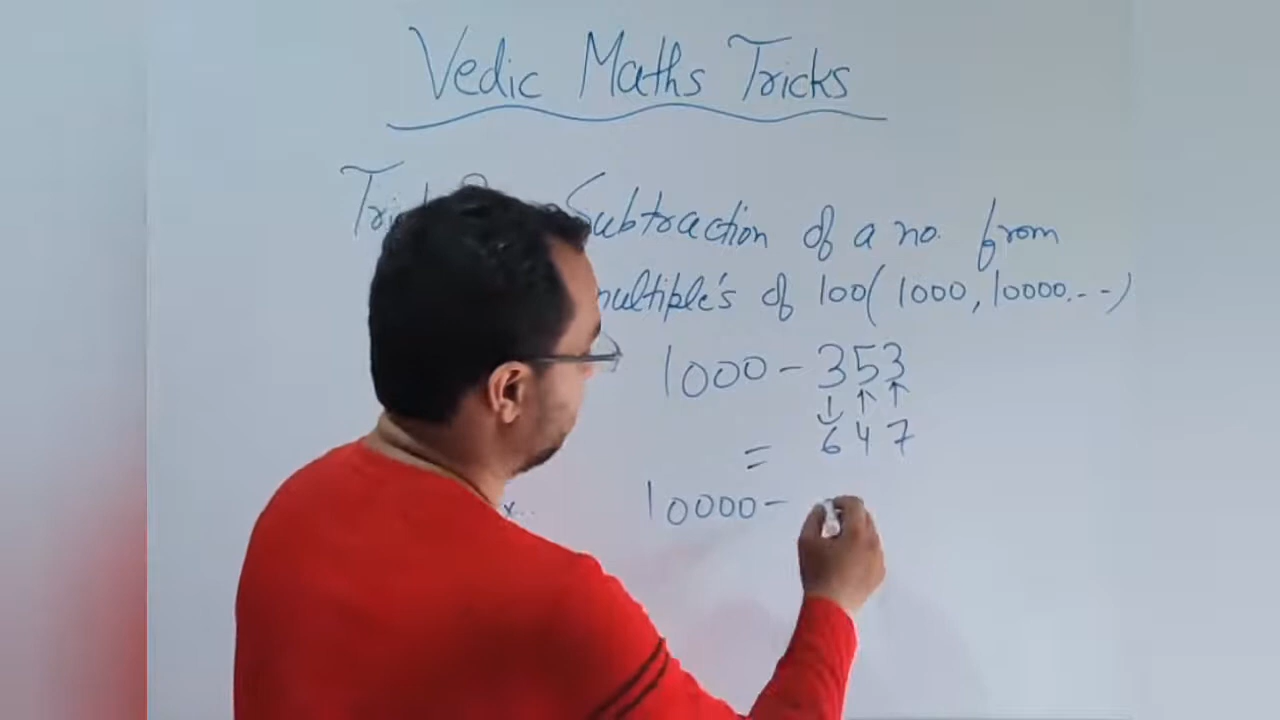 Vedic Maths Tricks
Subtraction of a no. from
multiple's of 100(1000, 10000,--)
1000 - 353
= 647
10000 -